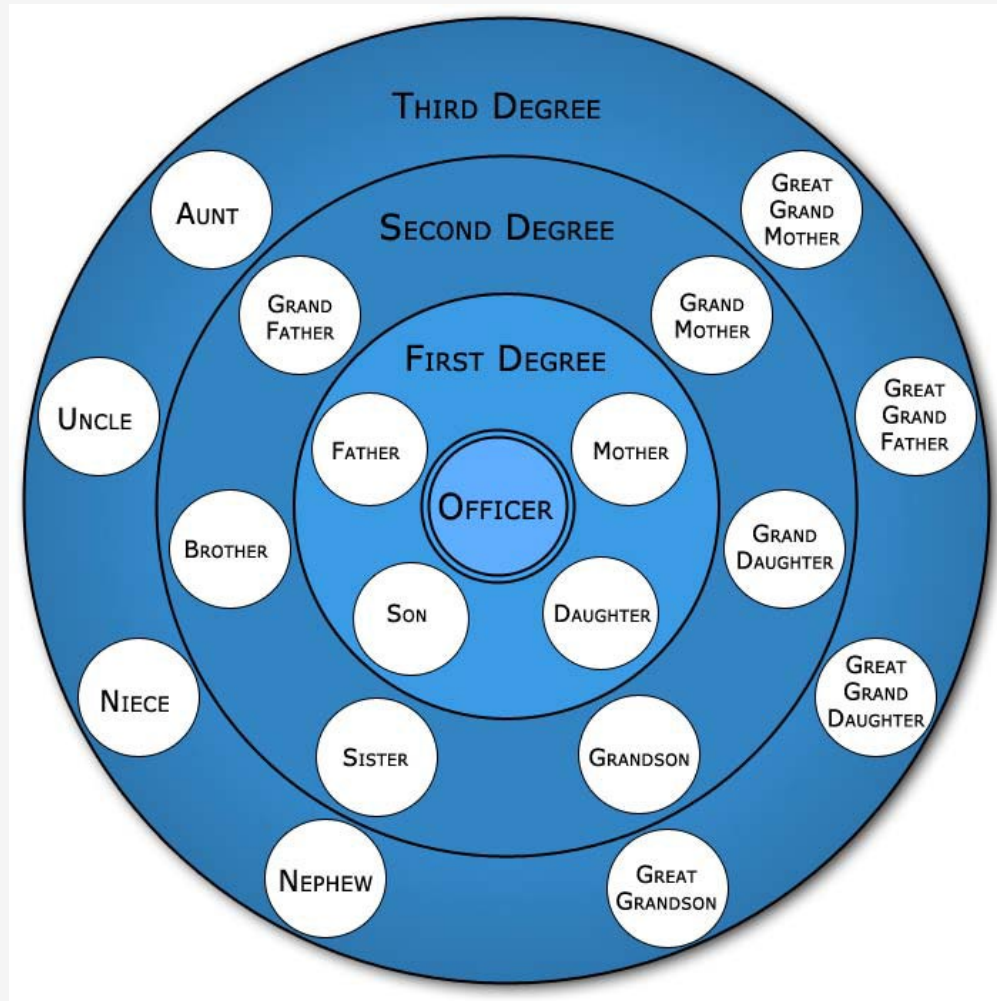 THIRD DEGREE
AUNT
GREAT
GRAND
MOTHER
SECOND DEGREE
GRAND
FATHER
GRAND
MOTHER
FIRST DEGREE
UNCLE
GREAT
GRAND
FATHER
FATHER
MOTHER
OFFICER
BROTHER
GRAND
DAUGHTER
SON
DAUGHTER
NIECE
GREAT
GRAND
DAUGHTER
SISTER
GRANDSON
NEPHEW
GREAT
GRANDSON